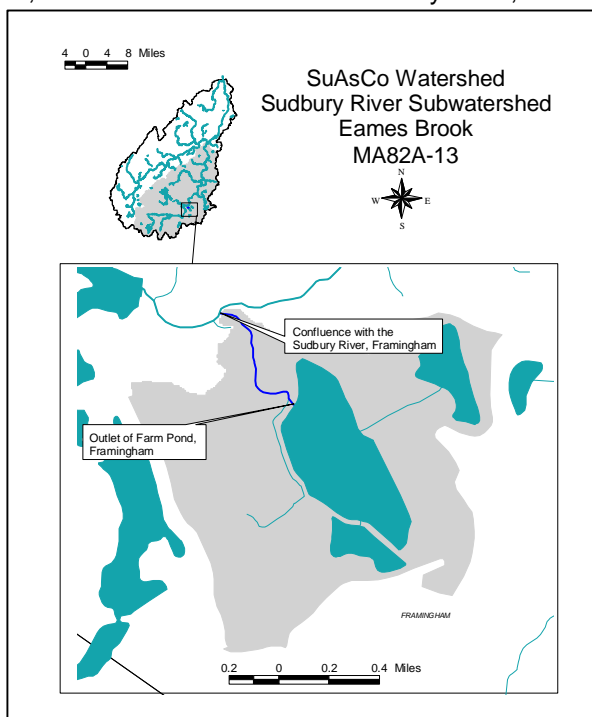 4 0 4 8 Miles
SuAsCo Watershed
Sudbury River Subwatershed
Eames Brook
MA82A-13
N
W E
S
Confluence with the
Sudbury River, Framingham
Outlet of Farm Pond,
Framingham
FRAMINGHAM
0.2 0 0.2 0.4 Miles